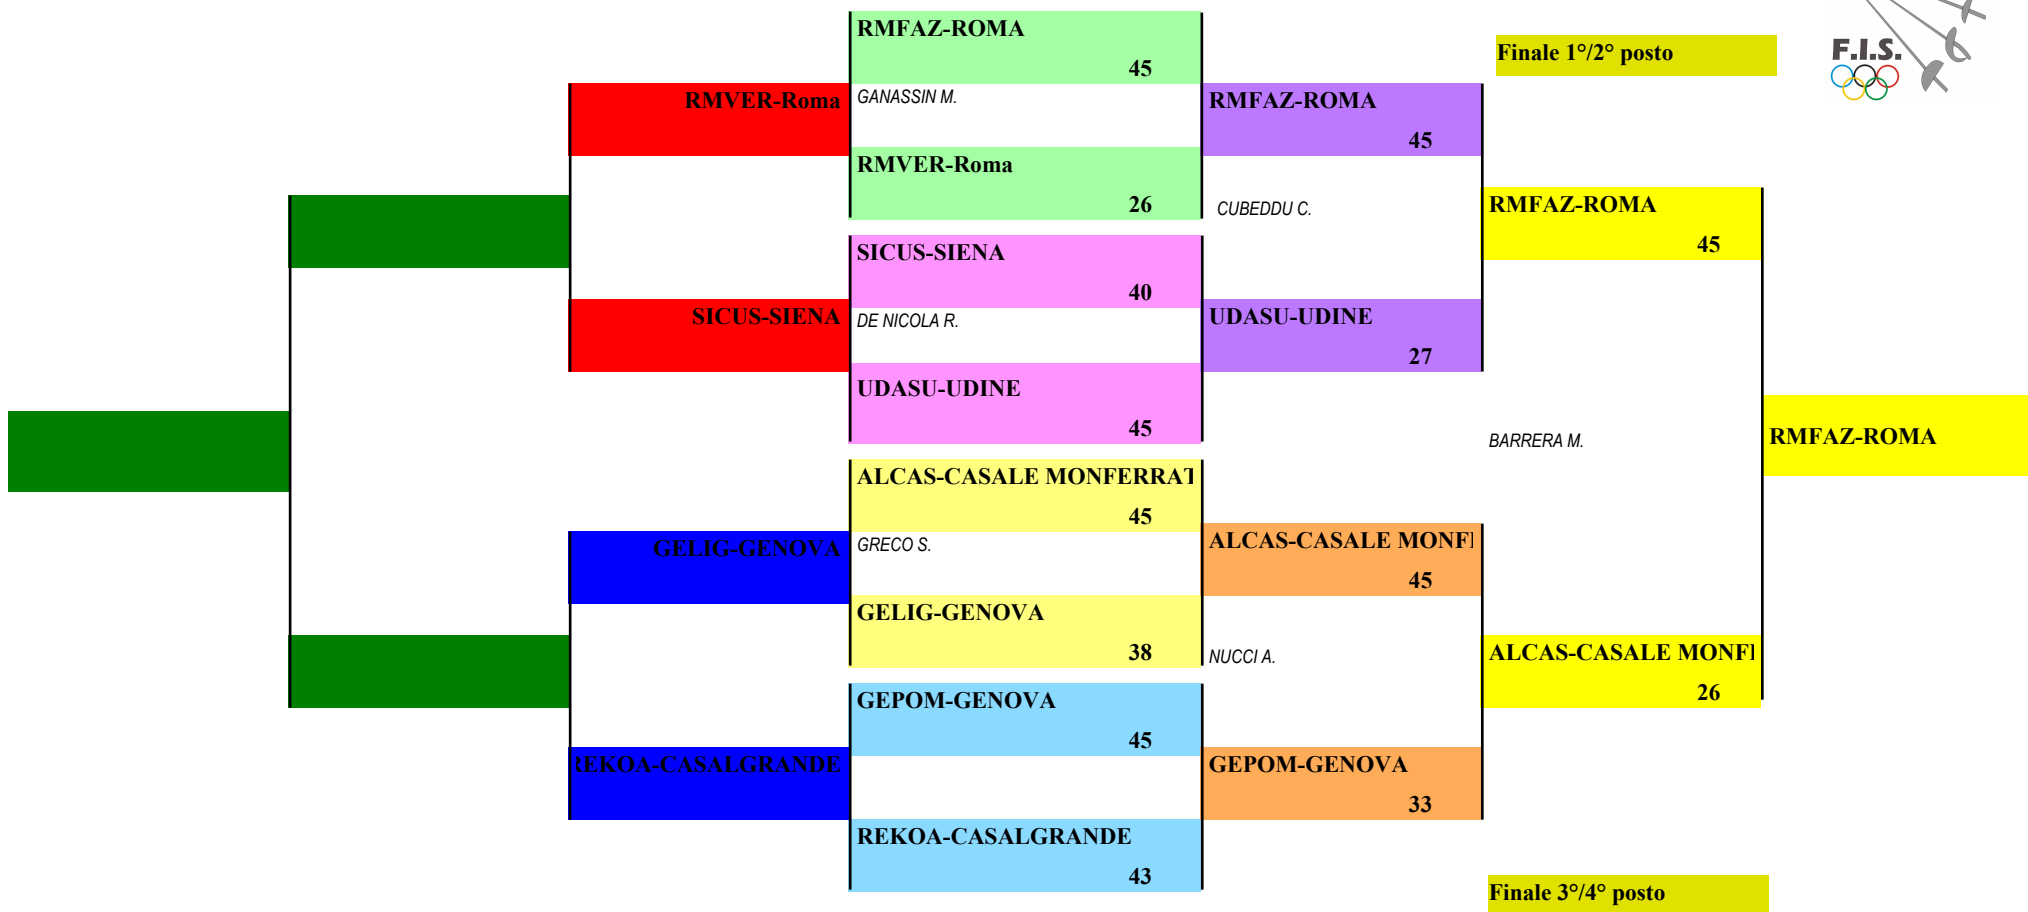 RMFAZ-ROMA
45
Finale 1°/2° posto
F.I.S.
RMVER-Roma
GANASSIN M.
RMFAZ-ROMA
45
RMVER-Roma
26
CUBEDDU C.
RMFAZ-ROMA
45
SICUS-SIENA
40
SICUS-SIENA
DE NICOLA R.
UDASU-UDINE
27
UDASU-UDINE
45
BARRERA M.
RMFAZ-ROMA
ALCAS-CASALE MONFERRAT
45
GELIG-GENOVA
GRECO S.
ALCAS-CASALE MONF
45
GELIG-GENOVA
38
NUCCI A.
ALCAS-CASALE MONF
26
GEPOM-GENOVA
45
REKOA-CASALGRANDE
GEPOM-GENOVA
33
REKOA-CASALGRANDE
43
Finale 3°/4° posto